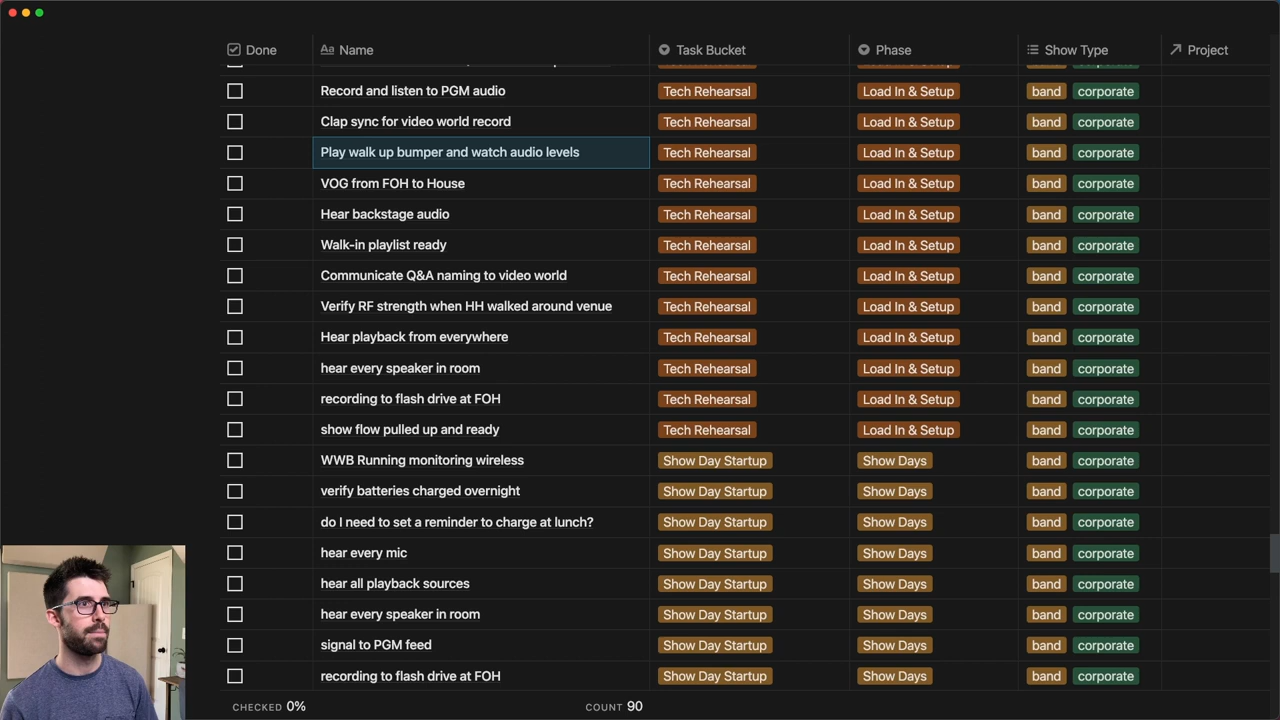 Done Aa Name Task Bucket Phase Show Type Project
Record and listen to PGM audio Tech Rehearsal Load In & Setup band corporate
Clap sync for video world record Tech Rehearsal Load In & Setup band corporate
Play walk up bumper and watch audio levels Tech Rehearsal Load In & Setup band corporate
VOG from FOH to House Tech Rehearsal Load In & Setup band corporate
Hear backstage audio Tech Rehearsal Load In & Setup band corporate
Walk-in playlist ready Tech Rehearsal Load In & Setup band corporate
Communicate Q&A naming to video world Tech Rehearsal Load In & Setup band corporate
Verify RF strength when HH walked around venue Tech Rehearsal Load In & Setup band corporate
Hear playback from everywhere Tech Rehearsal Load In & Setup band corporate
hear every speaker in room Tech Rehearsal Load In & Setup band corporate
recording to flash drive at FOH Tech Rehearsal Load In & Setup band corporate
show flow pulled up and ready Tech Rehearsal Load In & Setup band corporate
WWB Running monitoring wireless Show Day Startup Show Days band corporate
verify batteries charged overnight Show Day Startup Show Days band corporate
do I need to set a reminder to charge at lunch? Show Day Startup Show Days band corporate
hear every mic Show Day Startup Show Days band corporate
hear all playback sources Show Day Startup Show Days band corporate
hear every speaker in room Show Day Startup Show Days band corporate
signal to PGM feed Show Day Startup Show Days band corporate
recording to flash drive at FOH Show Day Startup Show Days band corporate
CHECKED 0% COUNT 90